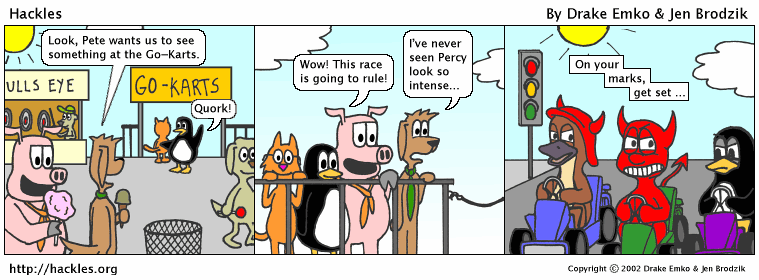 Hackles
By Drake Emko & Jen Brodzik
Look, Pete wants us to see
something at the Go-Karts.
ULLS EYE
GO-KARTS
Quork!
Wow! This race
is going to rule!
I've never
seen Percy
look so
intense...
On your
marks,
get set ...
http://hackles.org
Copyright © 2002 Drake Emko & Jen Brodzik